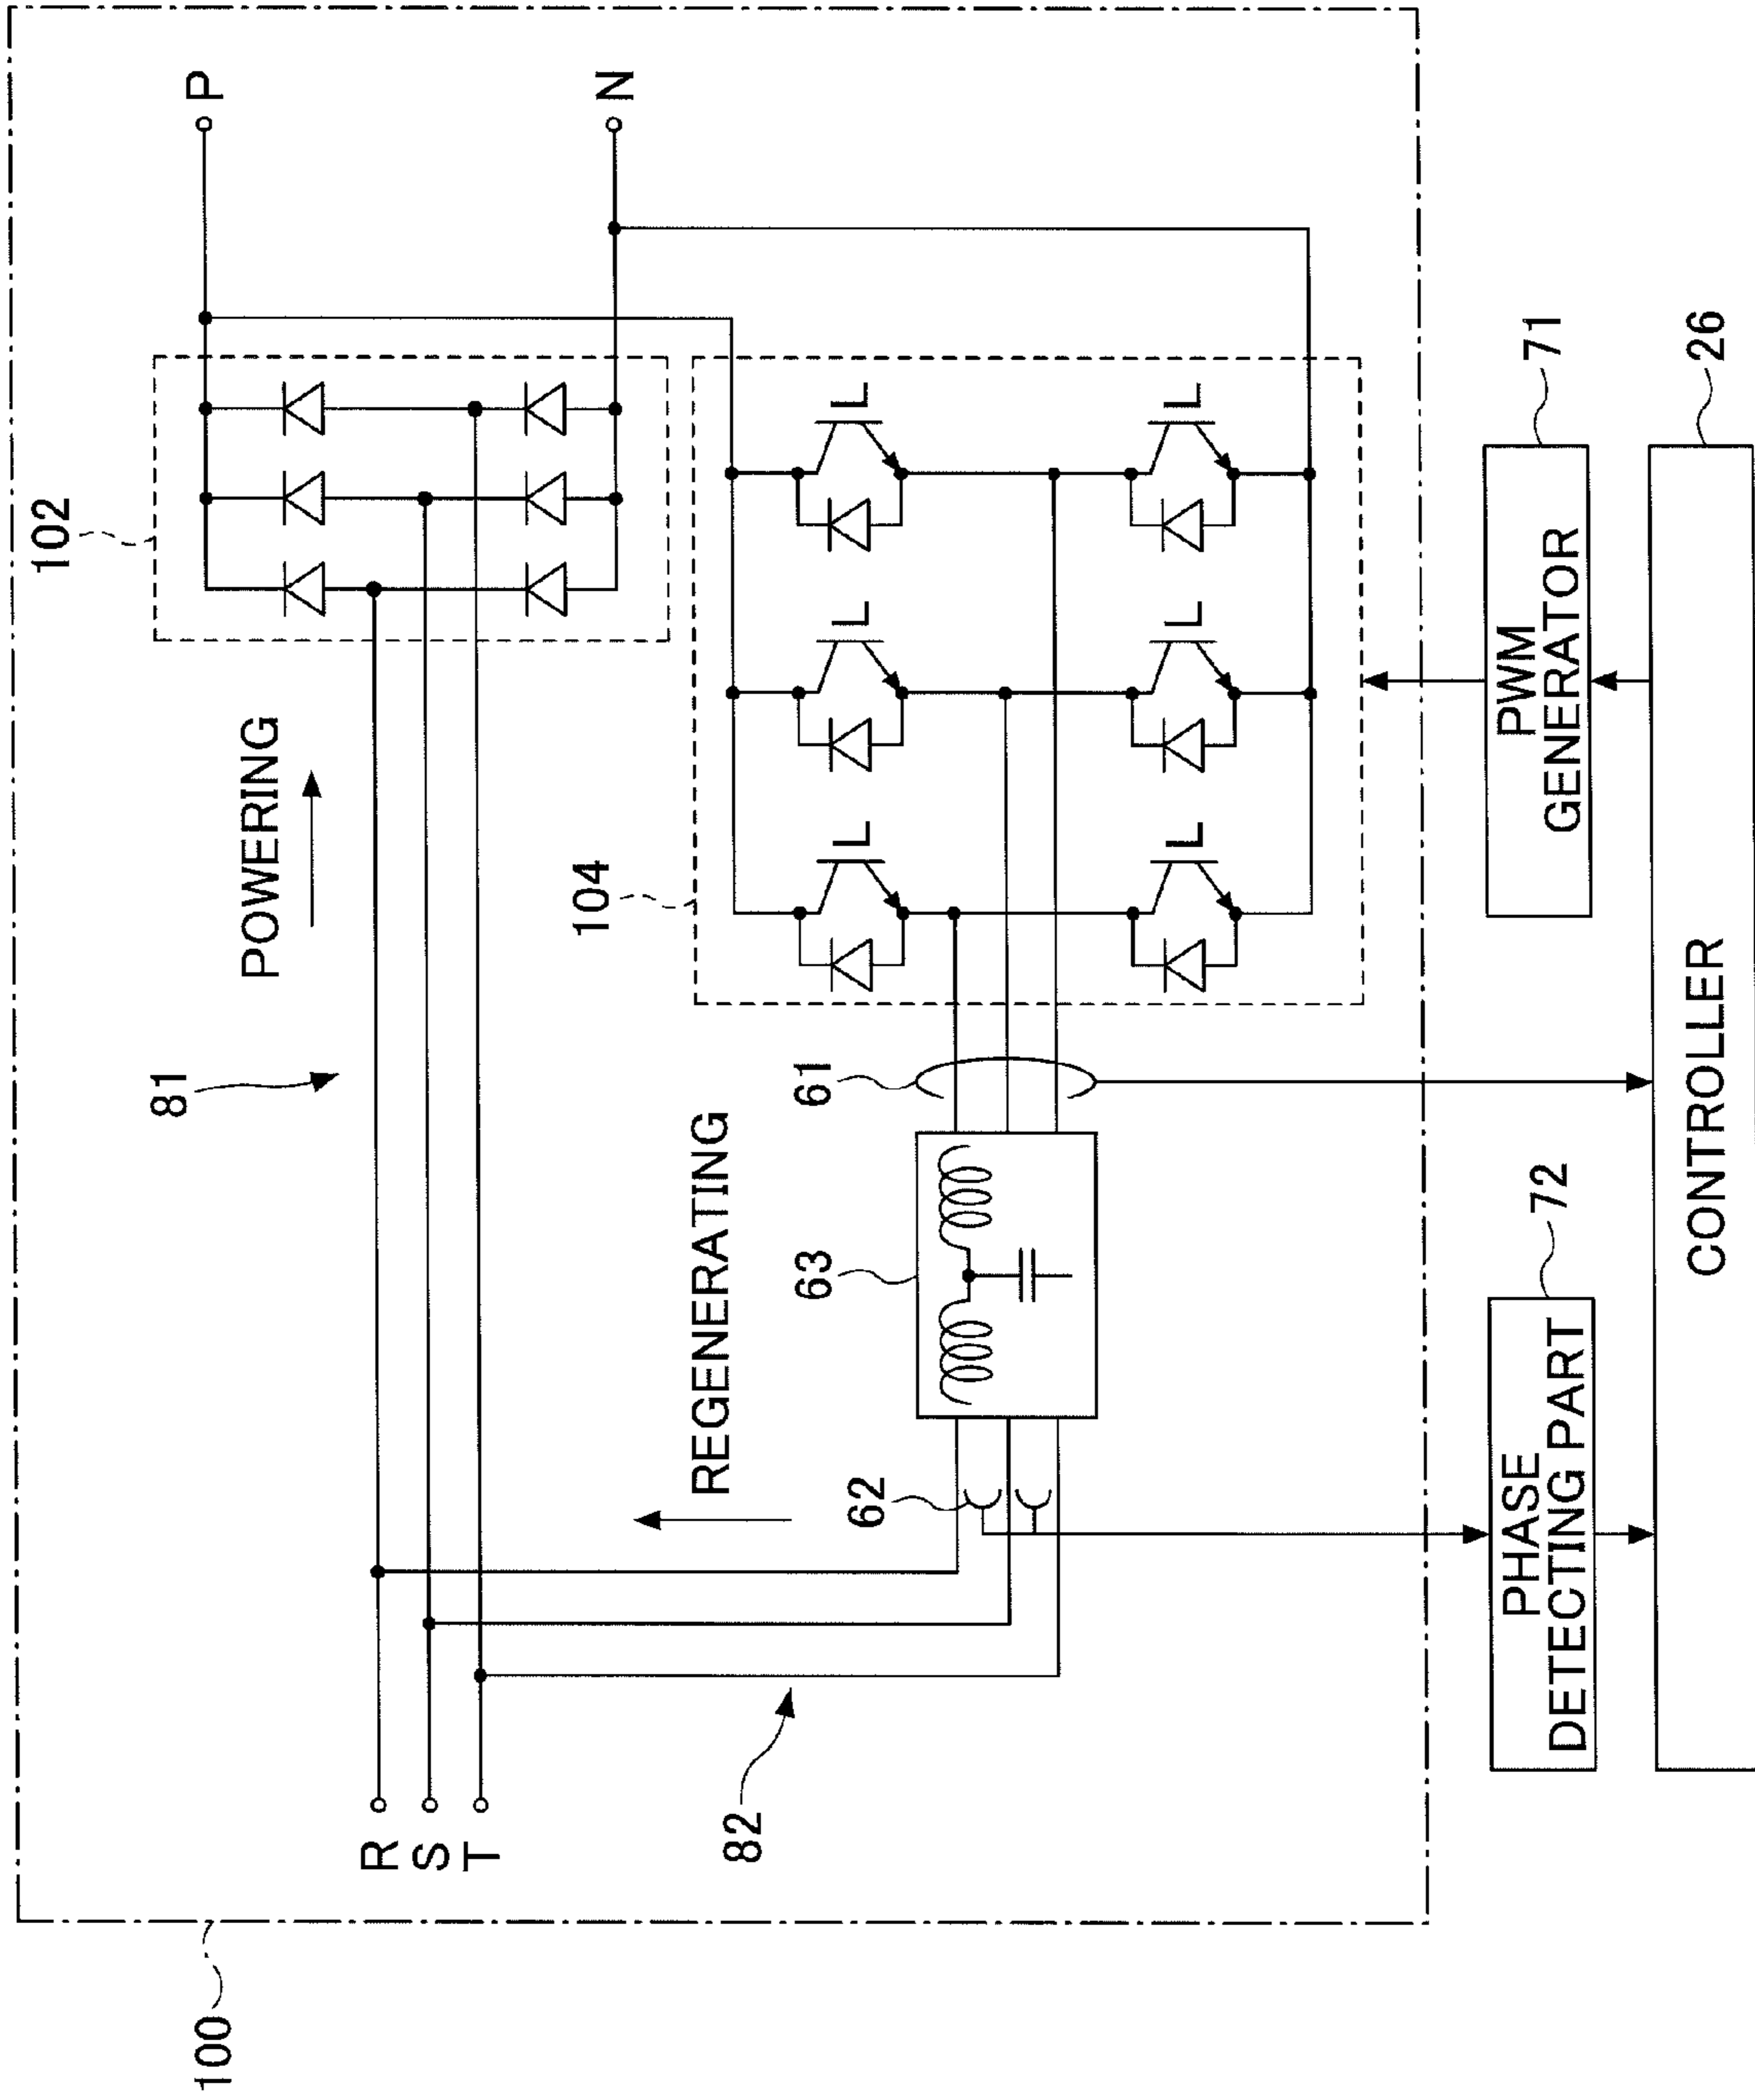 100
102
P
POWERING
81
R
S
T
N
104
L
L
L
REGENERATING
61
63
62
82
L
L
L
PWM
GENERATOR
71
PHASE
DETECTING PART
72
CONTROLLER
26